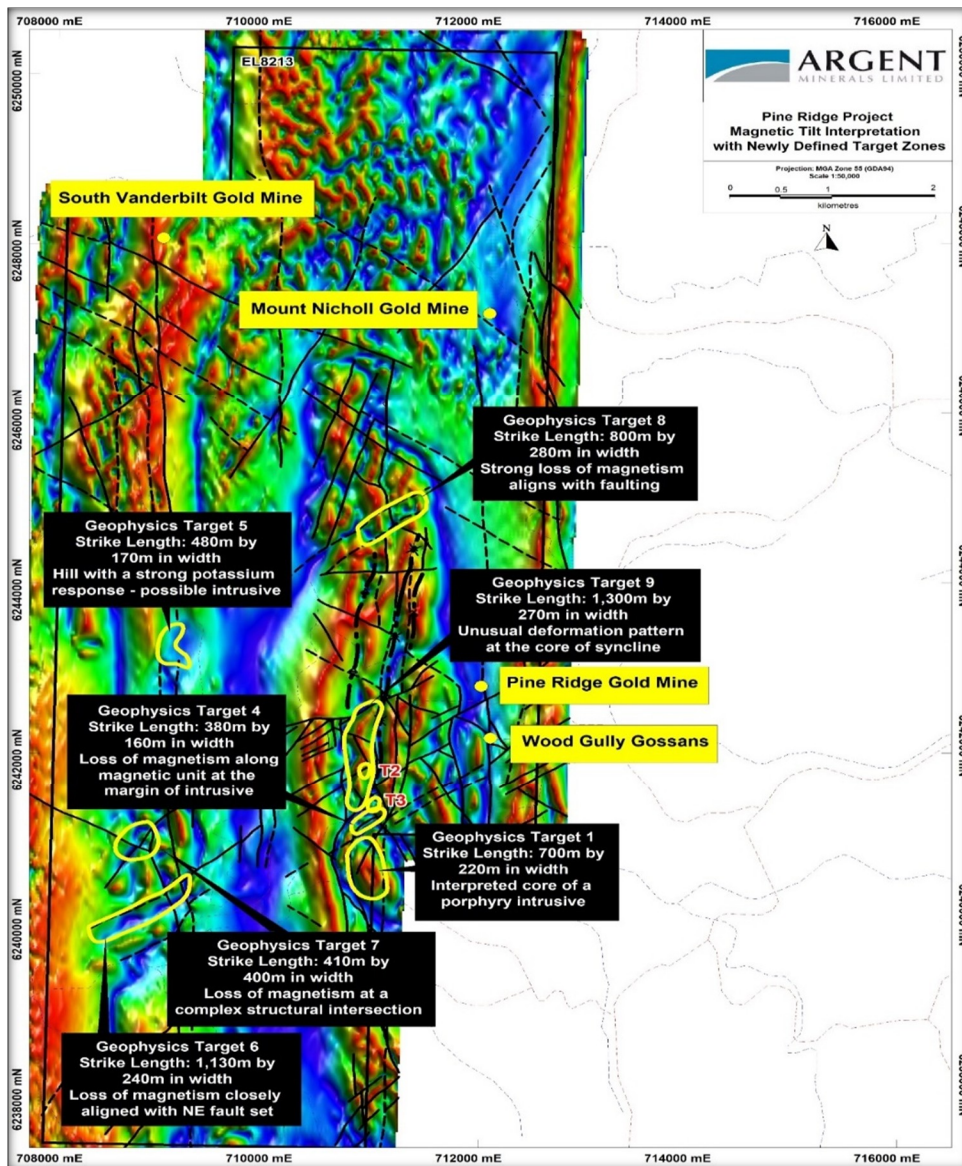 708000 mE
710000 mE
712000 mE
714000 mE
716000 mE
6250000 mN
6248000 mN
6246000 mN
6244000 mN
6242000 mN
6240000 mN
6238000 mN
EL8213
ARGENT
MINERALS LIMITED
Pine Ridge Project
Magnetic Tilt Interpretation
with Newly Defined Target Zones
Projection: MGA Zone 55 (GDA94)
Scale 1:50,000
0 0.5 1 2
kilometres
N
South Vanderbilt Gold Mine
Mount Nicholl Gold Mine
Geophysics Target 8
Strike Length: 800m by
280m in width
Strong loss of magnetism
aligns with faulting
Geophysics Target 5
Strike Length: 480m by
170m in width
Hill with a strong potassium
response - possible intrusive
Geophysics Target 9
Strike Length: 1,300m by
270m in width
Unusual deformation pattern
at the core of syncline
Pine Ridge Gold Mine
Wood Gully Gossans
Geophysics Target 4
Strike Length: 380m by
160m in width
Loss of magnetism along
magnetic unit at the
margin of intrusive
T2
T3
Geophysics Target 1
Strike Length: 700m by
220m in width
Interpreted core of a
porphyry intrusive
Geophysics Target 7
Strike Length: 410m by
400m in width
Loss of magnetism at a
complex structural intersection
Geophysics Target 6
Strike Length: 1,130m by
240m in width
Loss of magnetism closely
aligned with NE fault set
708000 mE
710000 mE
712000 mE
714000 mE
716000 mE